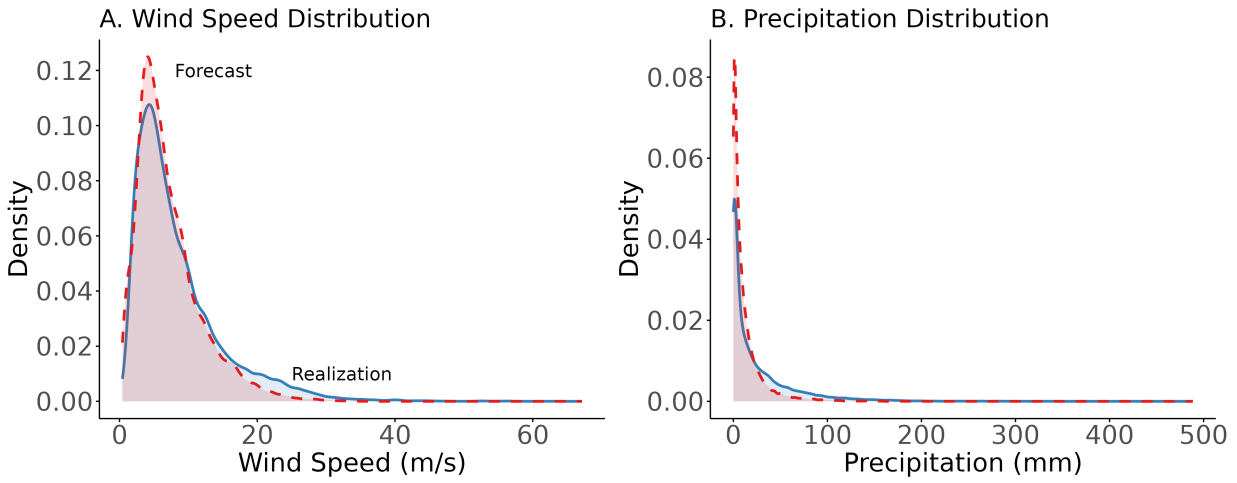 A. Wind Speed Distribution
Density
0.12
0.10
0.08
0.06
0.04
0.02
0.00
Forecast
Realization
0 20 40 60
Wind Speed (m/s)
B. Precipitation Distribution
Density
0.08
0.06
0.04
0.02
0.00
0 100 200 300 400 500
Precipitation (mm)